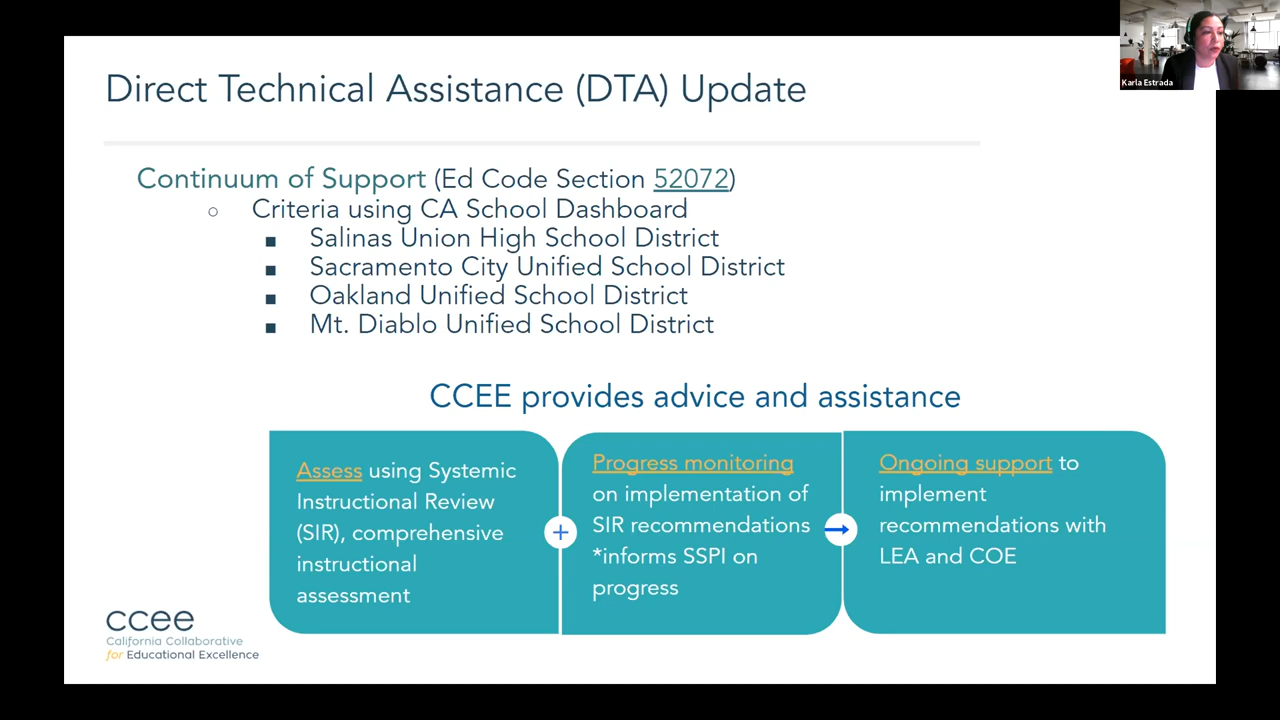 Direct Technical Assistance (DTA) Update
Karla Estrada
Continuum of Support (Ed Code Section 52072)
○ Criteria using CA School Dashboard
■ Salinas Union High School District
■ Sacramento City Unified School District
■ Oakland Unified School District
■ Mt. Diablo Unified School District
CCEE provides advice and assistance
Assess using Systemic
Instructional Review
(SIR), comprehensive
instructional
assessment
+
Progress monitoring
on implementation of
SIR recommendations
*informs SSPI on
progress
→
Ongoing support to
implement
recommendations with
LEA and COE
ccee
California Collaborative
for Educational Excellence